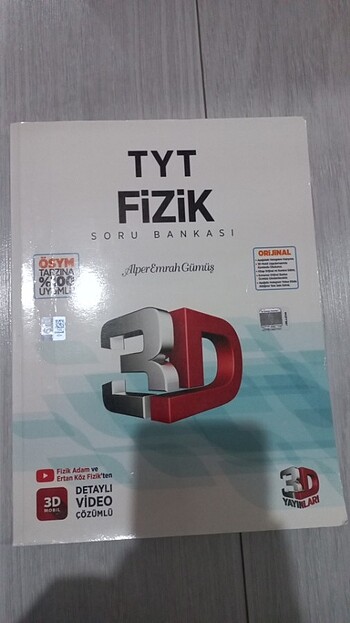 TYT
FİZİK
SORU BANKASI
Alper Emrah Gümüş
ÖSYM
TARZINA
%100
UYUMLU
ORİJİNAL
3D
Fizik Adam ve
Ertan Köz Fizik'ten
3D
MOBİL
DETAYLI
VİDEO
ÇÖZÜMLÜ
3D
YAYINLARI